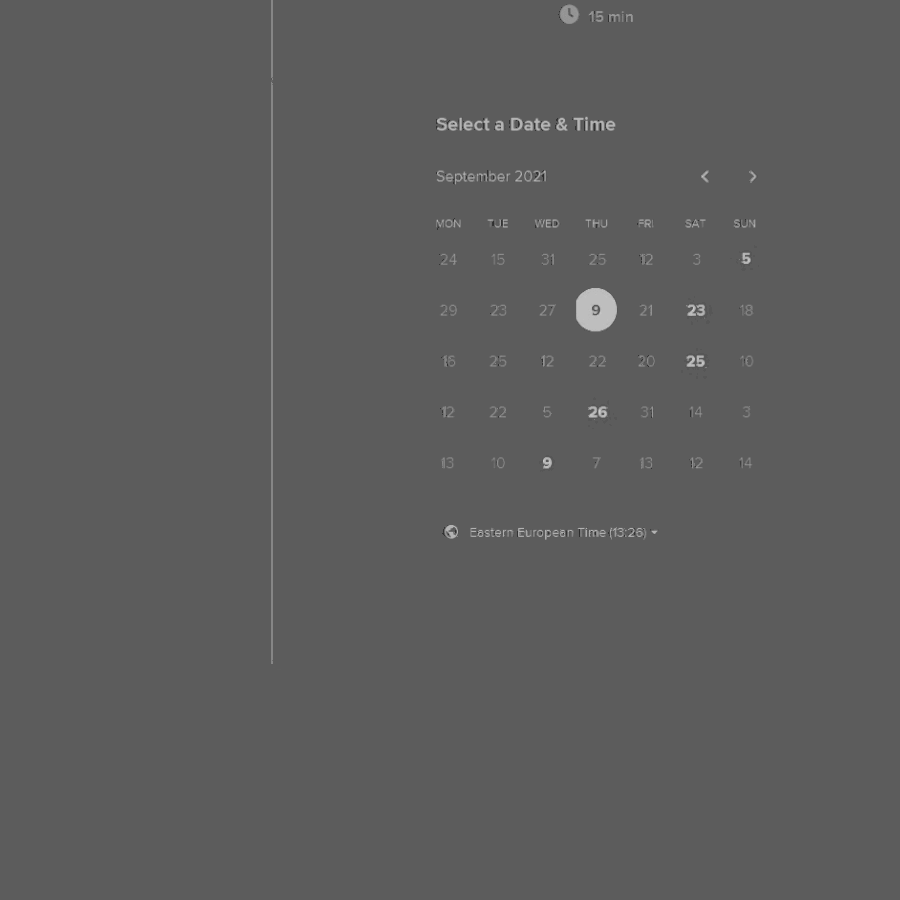 15 min
Select a Date & Time
September 2021
MON TUE WED THU FRI SAT SUN
24 15 31 25 12 3 5
29 23 27 9 21 23 18
16 25 12 22 20 25 10
12 22 5 26 31 14 3
13 10 9 7 13 12 14
Eastern European Time (13:26)